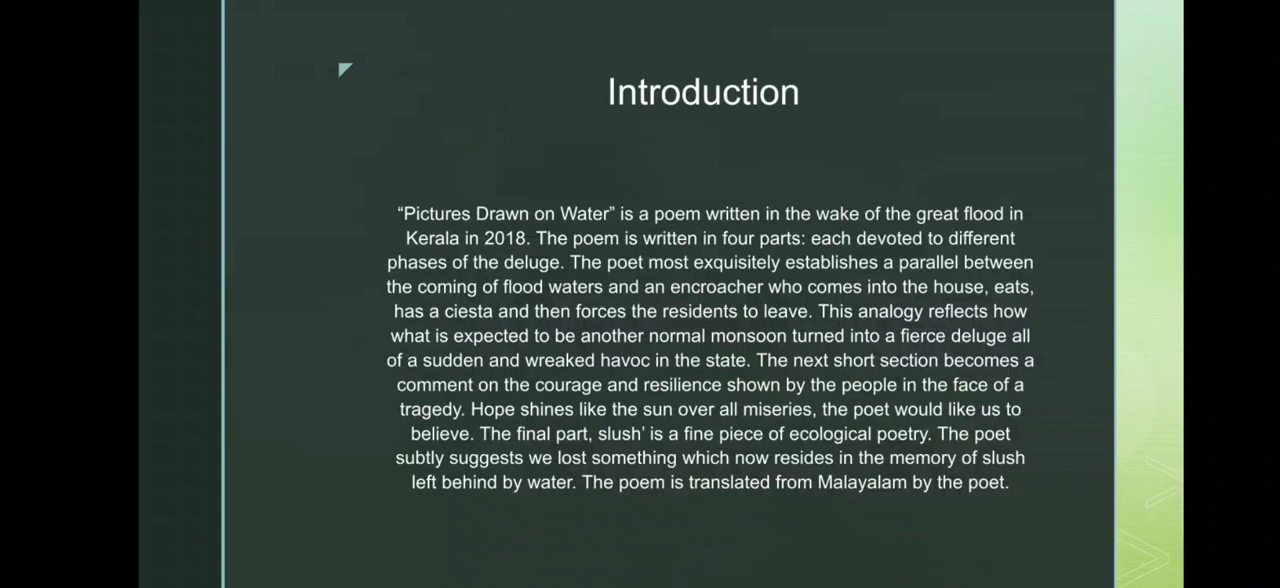 Introduction
“Pictures Drawn on Water” is a poem written in the wake of the great flood in
Kerala in 2018. The poem is written in four parts: each devoted to different
phases of the deluge. The poet most exquisitely establishes a parallel between
the coming of flood waters and an encroacher who comes into the house, eats,
has a ciesta and then forces the residents to leave. This analogy reflects how
what is expected to be another normal monsoon turned into a fierce deluge all
of a sudden and wreaked havoc in the state. The next short section becomes a
comment on the courage and resilience shown by the people in the face of a
tragedy. Hope shines like the sun over all miseries, the poet would like us to
believe. The final part, slush’ is a fine piece of ecological poetry. The poet
subtly suggests we lost something which now resides in the memory of slush
left behind by water. The poem is translated from Malayalam by the poet.